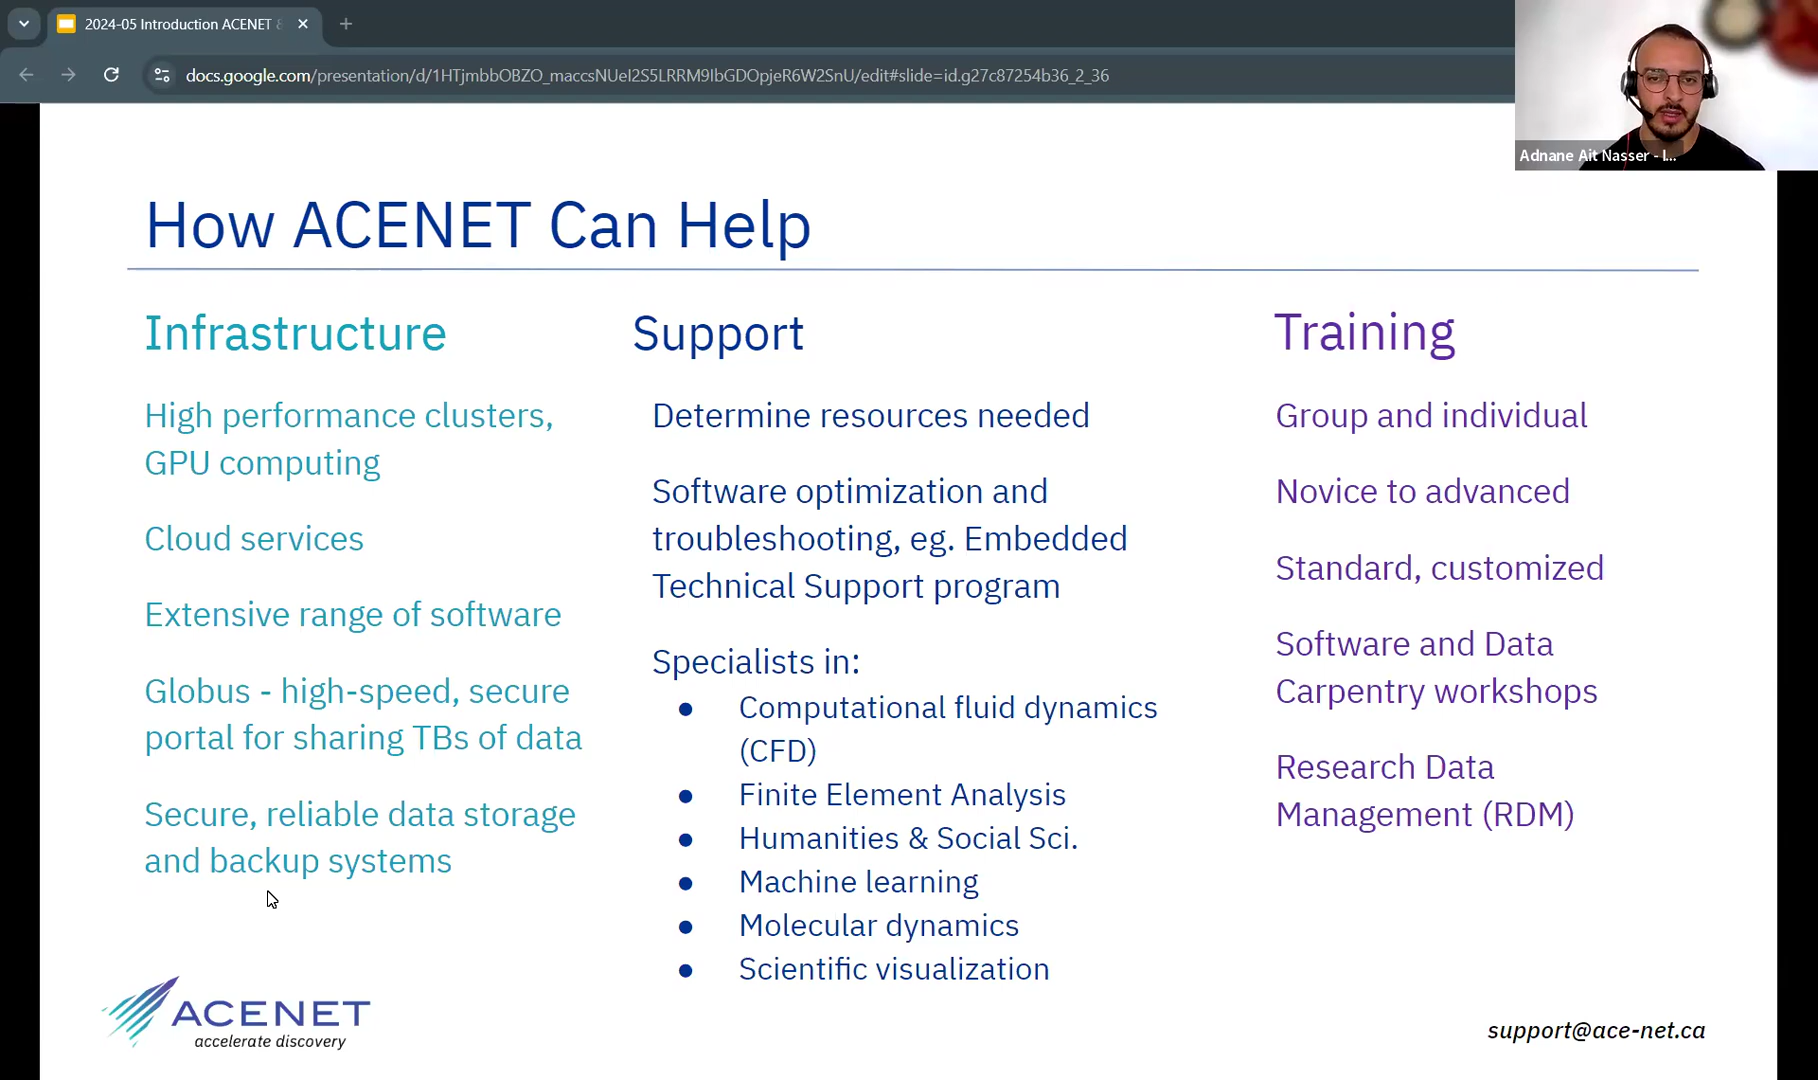 2024-05 Introduction ACENET &
docs.google.com/presentation/d/1HTjmbbOBZO_maccsNUeI2S5LRRM9IbGDOpjeR6W2SnU/edit#slide=id.g27c87254b36_2_36
Adnane Ait Nasser - I...
How ACENET Can Help
Infrastructure
High performance clusters,
GPU computing
Cloud services
Extensive range of software
Globus - high-speed, secure
portal for sharing TBs of data
Secure, reliable data storage
and backup systems
Support
Determine resources needed
Software optimization and
troubleshooting, eg. Embedded
Technical Support program
Specialists in:
● Computational fluid dynamics
(CFD)
● Finite Element Analysis
● Humanities & Social Sci.
● Machine learning
● Molecular dynamics
● Scientific visualization
Training
Group and individual
Novice to advanced
Standard, customized
Software and Data
Carpentry workshops
Research Data
Management (RDM)
ACENET
accelerate discovery
support@ace-net.ca